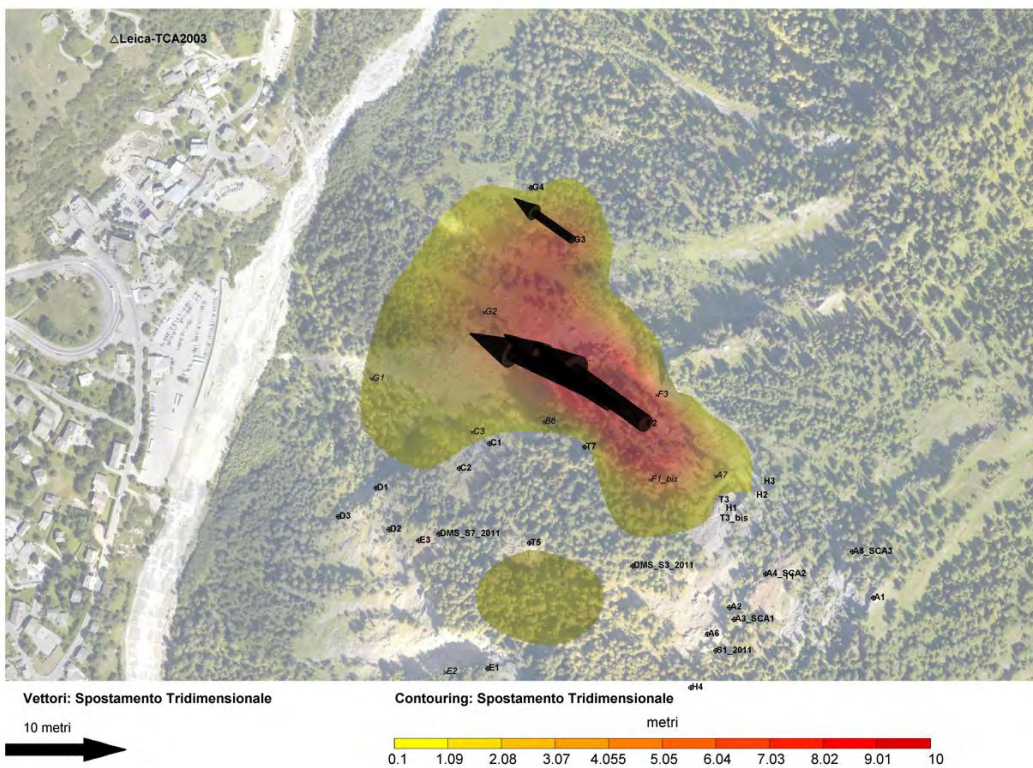 Leica-TCA2003
G4
G3
G2
G1
F3
F2
B6
C3
C1
T7
C2
F1_bis
A7
H3
H2
T3
H1
T3_bis
D1
D3
D2
E3
DMS_S7_2011
T5
DMS_S3_2011
A8_SCA3
A4_SCA2
A1
A2
A3_SCA1
A6
S1_2011
E2
E1
H4
Vettori: Spostamento Tridimensionale
10 metri
Contouring: Spostamento Tridimensionale
metri
0.1 1.09 2.08 3.07 4.055 5.05 6.04 7.03 8.02 9.01 10